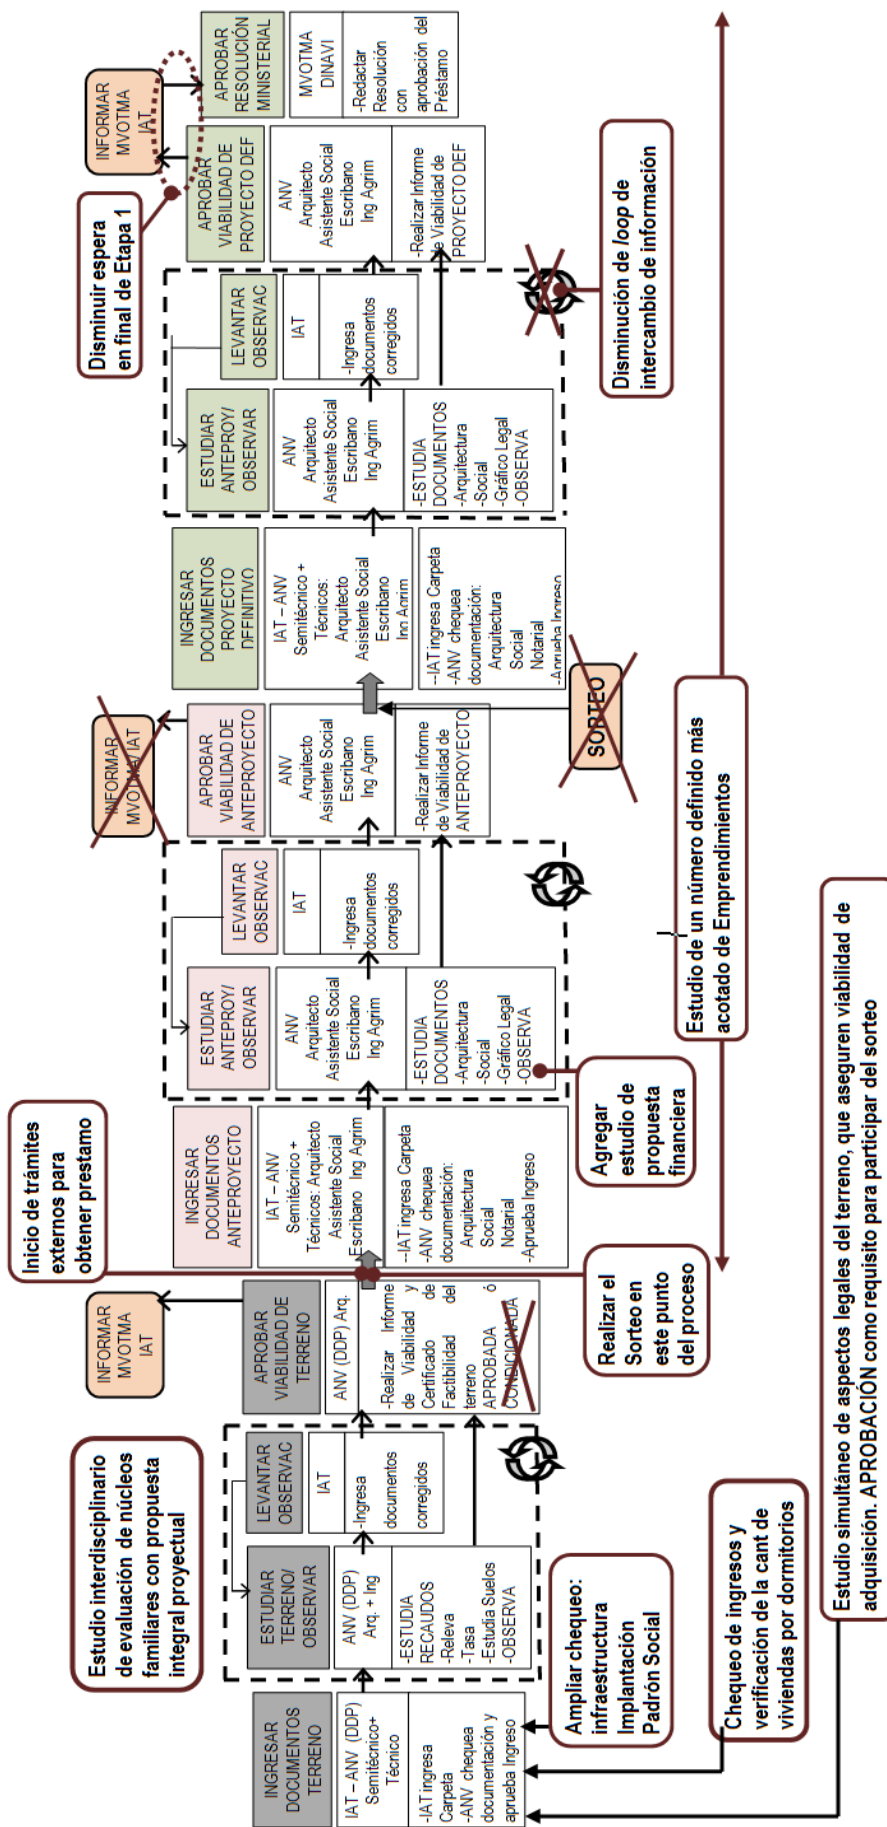 INGRESAR
DOCUMENTOS
TERRENO
IAT – ANV (DDP)
Semitécnico+
Técnico
-IAT ingresa
Carpeta
-ANV chequea
documentación y
aprueba Ingreso
Estudio interdisciplinario
de evaluación de núcleos
familiares con propuesta
integral proyectual
ESTUDIAR
TERRENO/
OBSERVAR
ANV (DDP)
Arq. + Ing
-ESTUDIA
RECAUDOS
-Releva
-Tasa
-Estudia Suelos
-OBSERVA
LEVANTAR
OBSERVAC
IAT
-Ingresa
documentos
corregidos
INFORMAR
MVOTMA
IAT
APROBAR
VIABILIDAD DE
TERRENO
ANV (DDP) Arq.
-Realizar Informe
de Viabilidad y
Certificado de
Factibilidad del
terreno
APROBADA ó
CONDICIONADA
Inicio de trámites
externos para
obtener prestamo
INGRESAR
DOCUMENTOS
ANTEPROYECTO
IAT – ANV
Semitécnico +
Técnicos: Arquitecto
Asistente Social
Escribano Ing Agrim
--IAT ingresa Carpeta
-ANV chequea
documentación:
Arquitectura
Social
Notarial
-Aprueba Ingreso
ESTUDIAR
ANTEPROY/
OBSERVAR
ANV
Arquitecto
Asistente Social
Escribano
Ing Agrim
-ESTUDIA
DOCUMENTOS
-Arquitectura
-Social
-Gráfico Legal
-OBSERVA
LEVANTAR
OBSERVAC
IAT
-Ingresa
documentos
corregidos
INFORMAR
MVOTMA/ IAT
APROBAR
VIABILIDAD DE
ANTEPROYECTO
ANV
Arquitecto
Asistente Social
Escribano
Ing Agrim
-Realizar Informe
de Viabilidad de
ANTEPROYECTO
INGRESAR
DOCUMENTOS
PROYECTO
DEFINITIVO
IAT – ANV
Semitécnico +
Técnicos:
Arquitecto
Asistente Social
Escribano
Ing Agrim
--IAT ingresa Carpeta
-ANV chequea
documentación:
Arquitectura
Social
Notarial
-Aprueba Ingreso
ESTUDIAR
ANTEPROY/
OBSERVAR
ANV
Arquitecto
Asistente Social
Escribano
Ing Agrim
-ESTUDIA
DOCUMENTOS
-Arquitectura
-Social
-Gráfico Legal
-OBSERVA
LEVANTAR
OBSERVAC
IAT
-Ingresa
documentos
corregidos
Disminuir espera
en final de Etapa 1
INFORMAR
MVOTMA
IAT
APROBAR
VIABILIDAD DE
PROYECTO DEF
ANV
Arquitecto
Asistente Social
Escribano
Ing Agrim
-Realizar Informe
de Viabilidad de
PROYECTO DEF
APROBAR
RESOLUCIÓN
MINISTERIAL
MVOTMA
DINAVI
-Redactar
Resolución
con
aprobación del
Préstamo
Ampliar chequeo:
infraestructura
Implantación
Padrón Social
Realizar el
Sorteo en
este punto
del proceso
Agregar
estudio de
propuesta
financiera
SORTEO
Disminución de loop de
intercambio de información
Chequeo de ingresos y
verificación de la cant de
viviendas por dormitorios
Estudio de un número definido más
acotado de Emprendimientos
Estudio simultáneo de aspectos legales del terreno, que aseguren viabilidad de
adquisición. APROBACIÓN como requisito para participar del sorteo